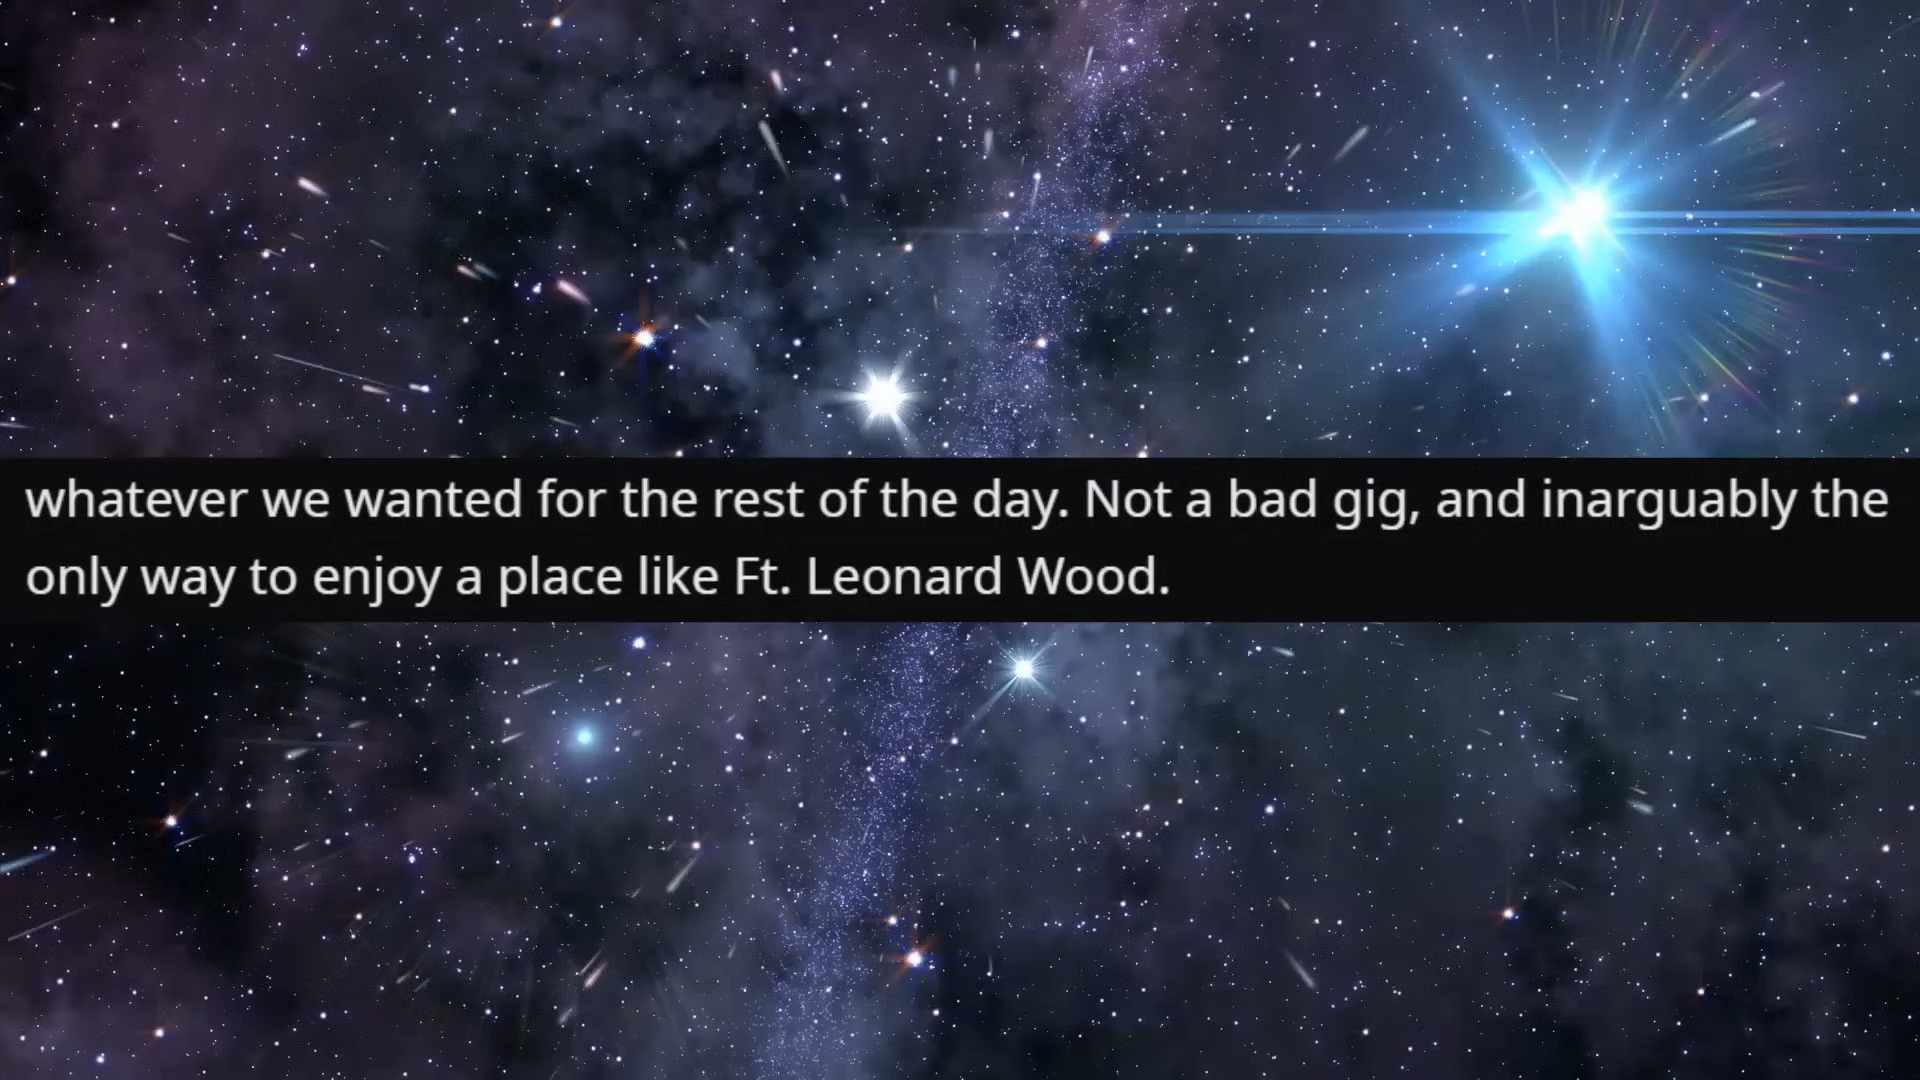 whatever we wanted for the rest of the day. Not a bad gig, and inarguably the
only way to enjoy a place like Ft. Leonard Wood.